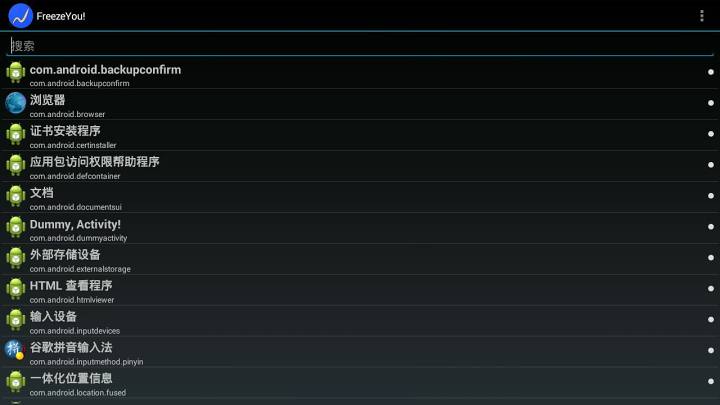 FreezeYou!
搜索
com.android.backupconfirm
com.android.backupconfirm
浏览器
com.android.browser
证书安装程序
com.android.certinstaller
应用包访问权限帮助程序
com.android.defcontainer
文档
com.android.documentsui
Dummy, Activity!
com.android.dummyactivity
外部存储设备
com.android.externalstorage
HTML 查看程序
com.android.htmlviewer
输入设备
com.android.inputdevices
谷歌拼音输入法
com.android.inputmethod.pinyin
一体化位置信息
com.android.location.fused